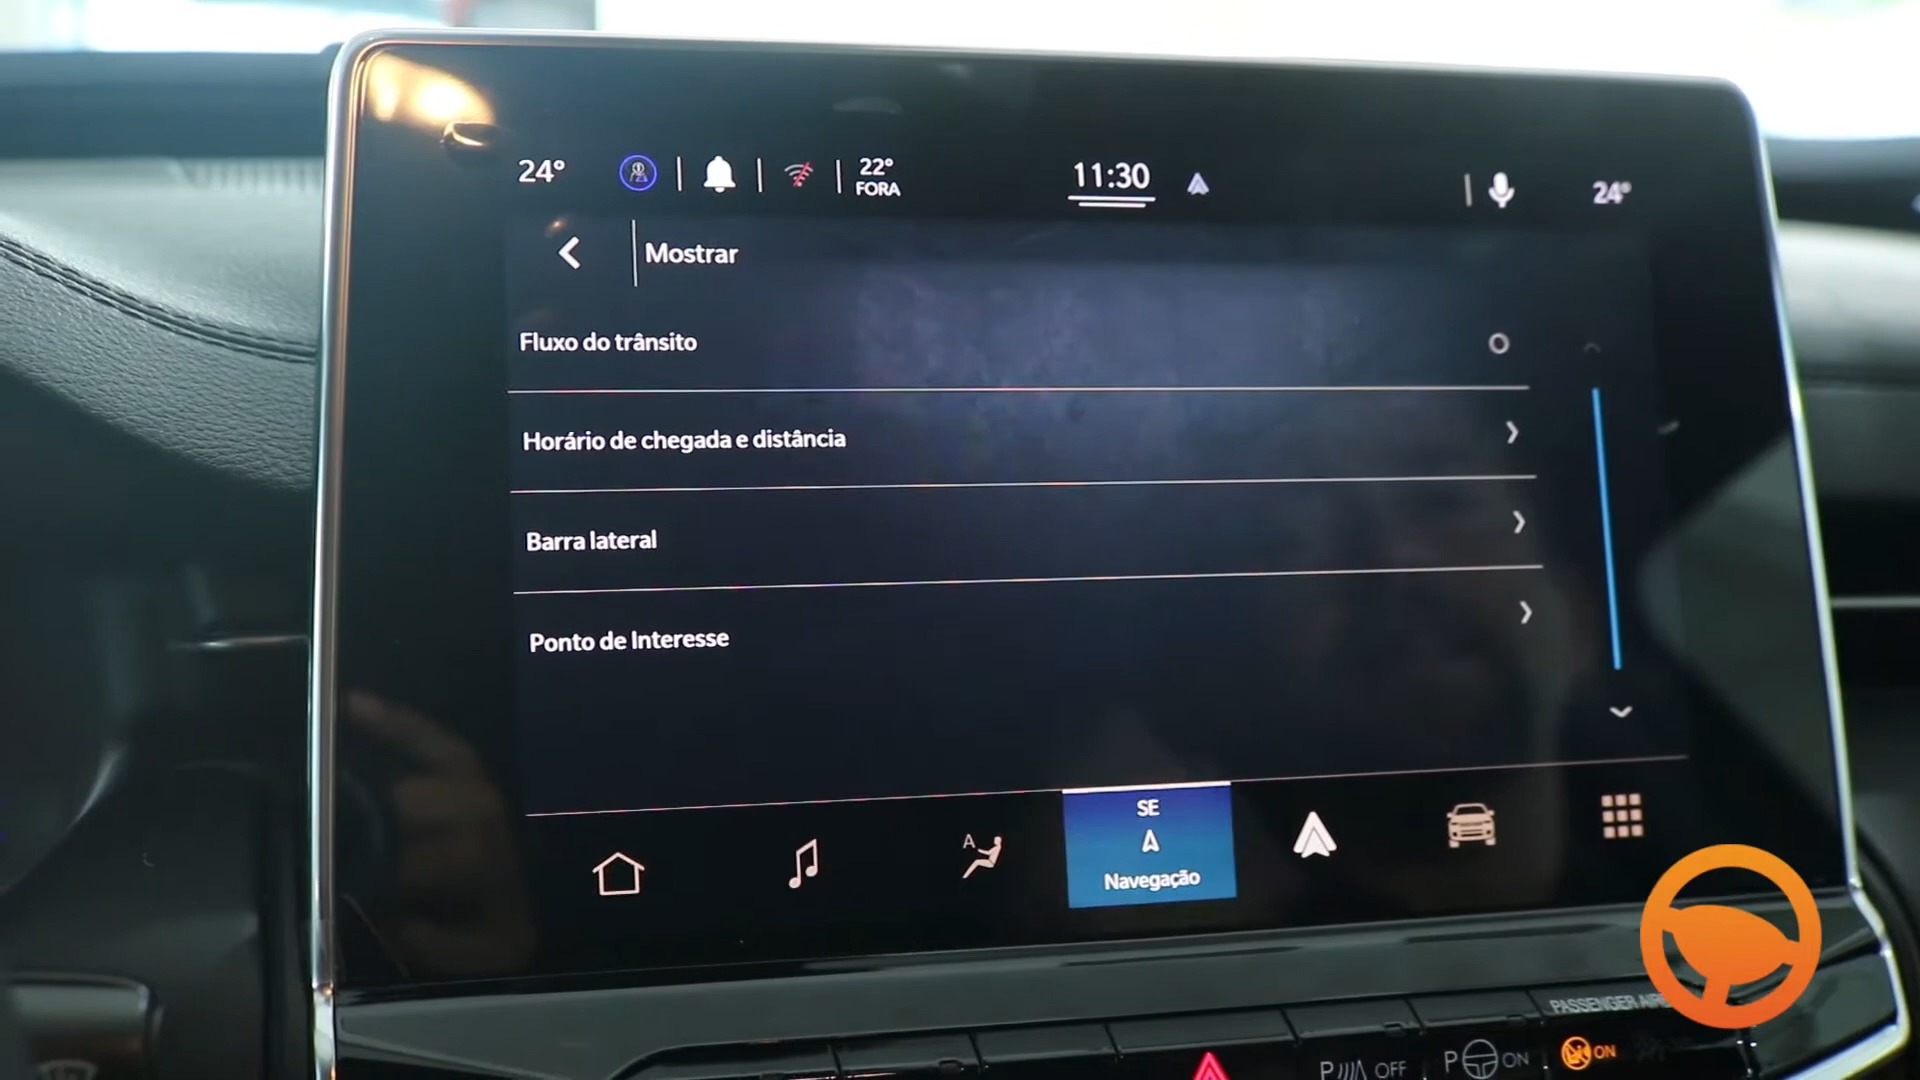 24°
22°
FORA
11:30
24°
Mostrar
Fluxo do trânsito
Horário de chegada e distância
Barra lateral
Ponto de Interesse
A
SE
Navegação
PASSENGER
P OFF
P ON
ON